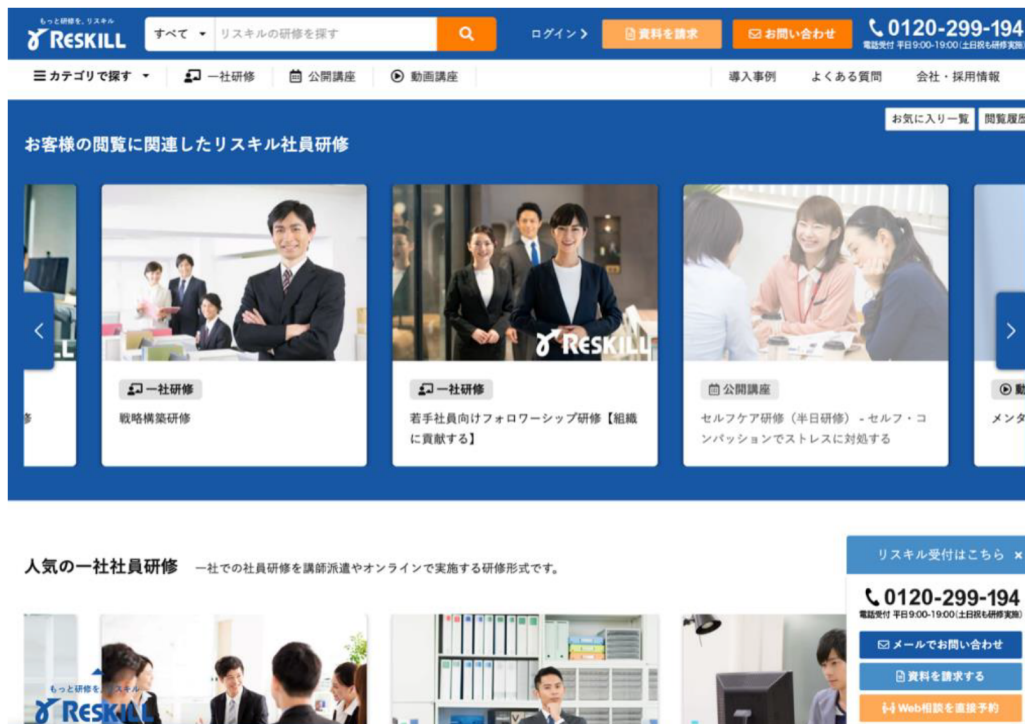 もっと研修を、リスキル
RESKILL
すべて
リスキルの研修を探す
ログイン
資料を請求
お問い合わせ
0120-299-194
電話受付 平日9:00-19:00(土日祝も研修実施)
カテゴリで探す
一社研修
公開講座
動画講座
導入事例
よくある質問
会社・採用情報
お気に入り一覧
閲覧履歴
お客様の閲覧に関連したリスキル社員研修
修
一社研修
戦略構築研修
RESKILL
一社研修
若手社員向けフォロワーシップ研修【組織
に貢献する】
公開講座
セルフケア研修（半日研修） - セルフ・コ
ンパッションでストレスに対処する
動
メンタ
人気の一社社員研修
一社での社員研修を講師派遣やオンラインで実施する研修形式です。
リスキル受付はこちら ×
0120-299-194
電話受付 平日9:00-19:00(土日祝も研修実施)
メールでお問い合わせ
資料を請求する
Web相談を直接予約
もっと研修を、リスキル
RESKILL